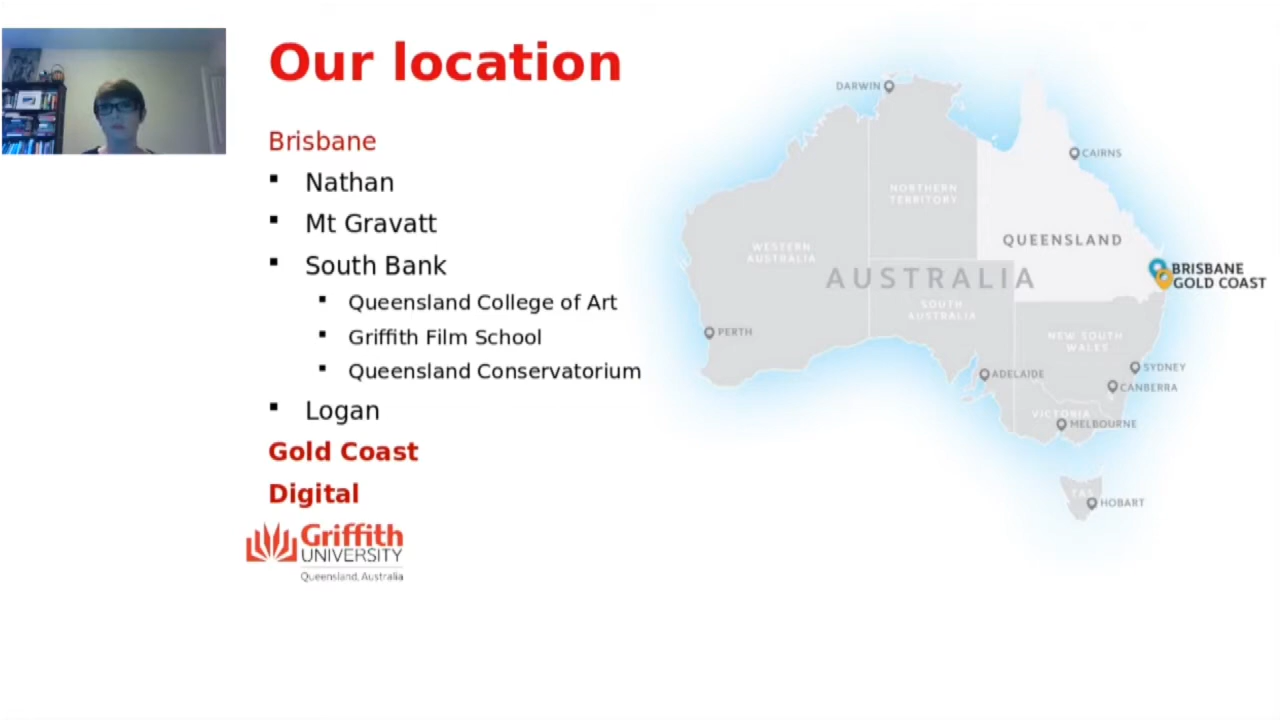 Our location
Brisbane
Nathan
Mt Gravatt
South Bank
Queensland College of Art
Griffith Film School
Queensland Conservatorium
Logan
Gold Coast
Digital
Griffith
UNIVERSITY
Queensland, Australia
DARWIN
CAIRNS
NORTHERN
TERRITORY
QUEENSLAND
WESTERN
AUSTRALIA
AUSTRALIA
BRISBANE
GOLD COAST
SOUTH
AUSTRALIA
PERTH
NEW SOUTH
WALES
SYDNEY
ADELAIDE
CANBERRA
VICTORIA
MELBOURNE
TAS
HOBART